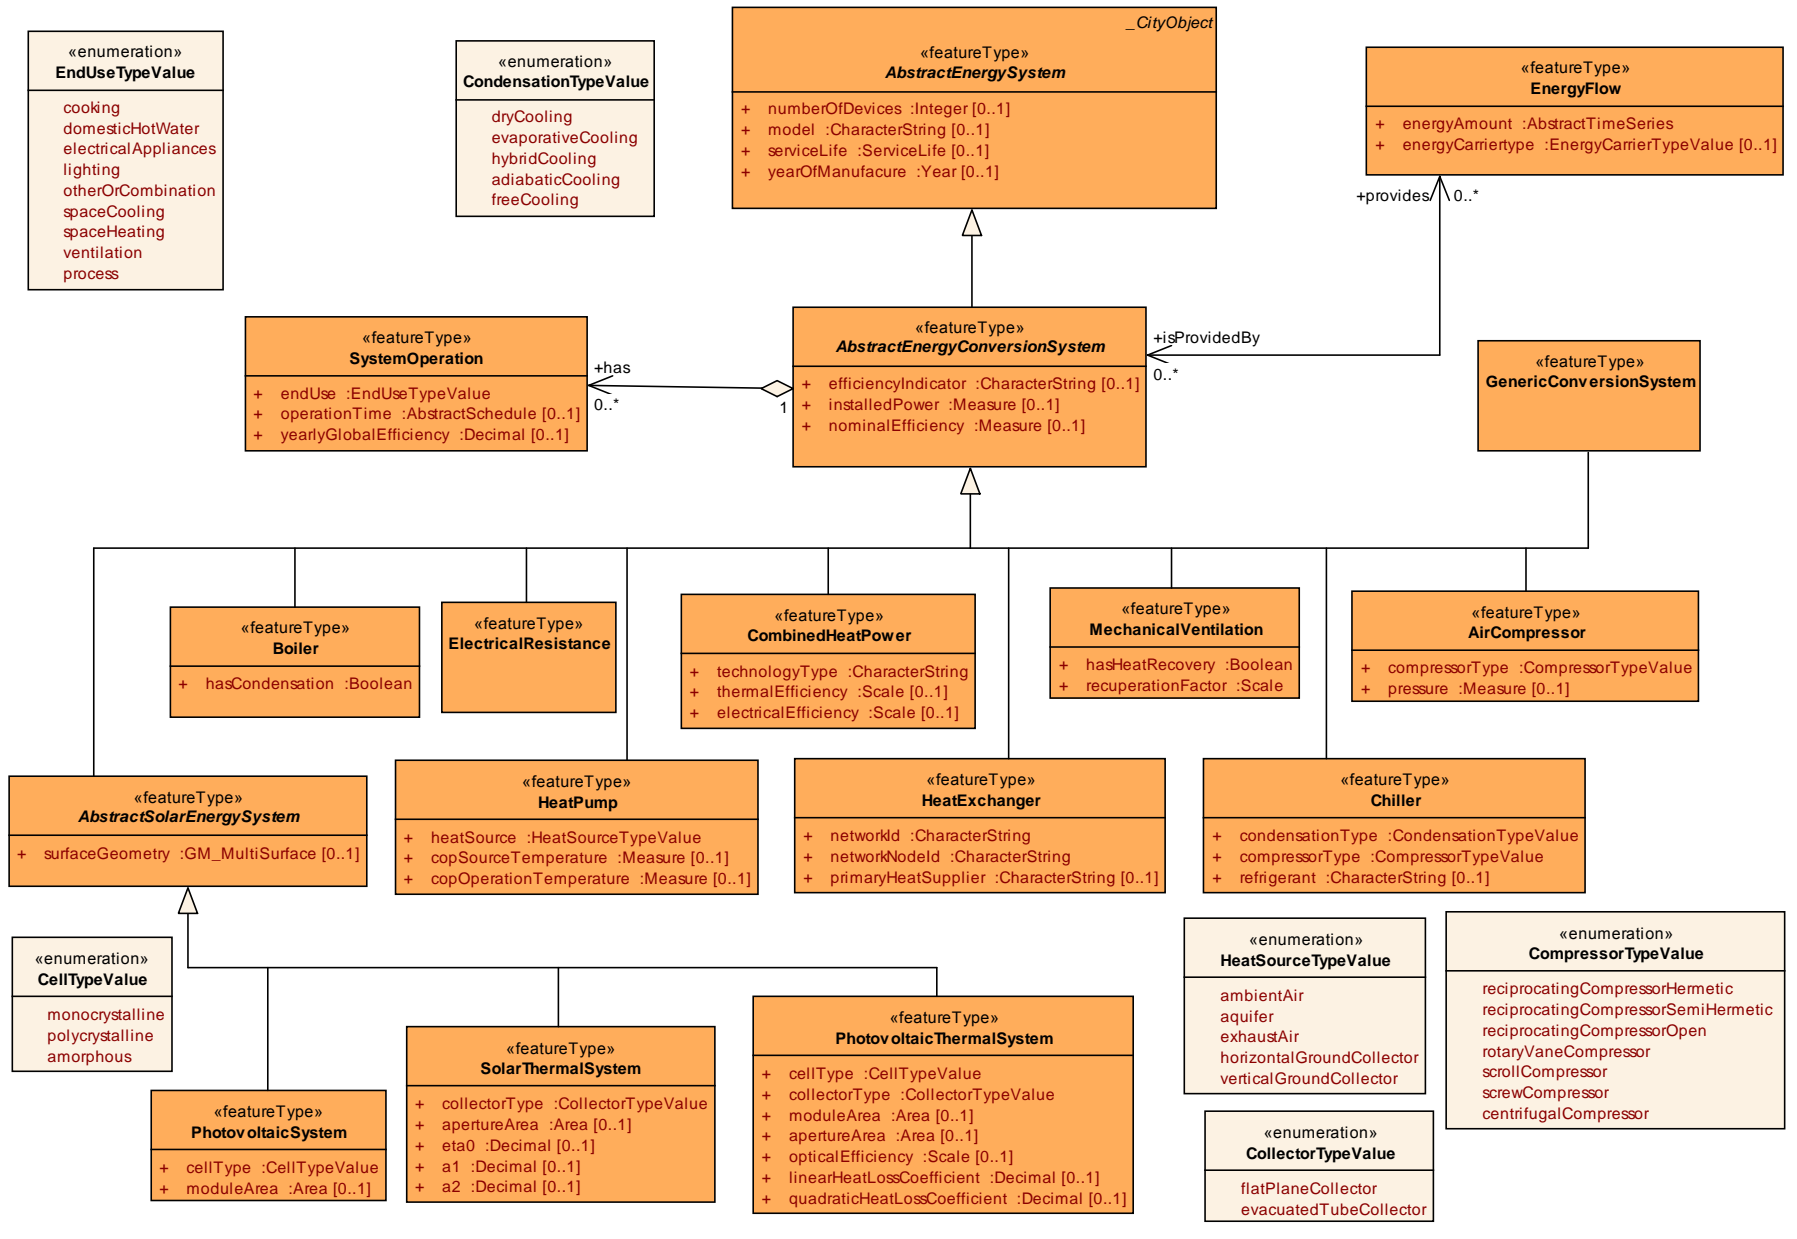 «enumeration»
EndUseTypeValue
cooking
domesticHotWater
electricalAppliances
lighting
otherOrCombination
spaceCooling
spaceHeating
ventilation
process
«enumeration»
CondensationTypeValue
dryCooling
evaporativeCooling
hybridCooling
adiabaticCooling
freeCooling
_CityObject
«featureType»
AbstractEnergySystem
+ numberOfDevices :Integer [0..1]
+ model :CharacterString [0..1]
+ serviceLife :ServiceLife [0..1]
+ yearOfManufacure :Year [0..1]
«featureType»
EnergyFlow
+ energyAmount :AbstractTimeSeries
+ energyCarriertype :EnergyCarrierTypeValue [0..1]
+provides
0..*
«featureType»
SystemOperation
+ endUse :EndUseTypeValue
+ operationTime :AbstractSchedule [0..1]
+ yearlyGlobalEfficiency :Decimal [0..1]
+has
0..*
1
«featureType»
AbstractEnergyConversionSystem
+ efficiencyIndicator :CharacterString [0..1]
+ installedPower :Measure [0..1]
+ nominalEfficiency :Measure [0..1]
+isProvidedBy
0..*
«featureType»
GenericConversionSystem
«featureType»
Boiler
+ hasCondensation :Boolean
«featureType»
ElectricalResistance
«featureType»
CombinedHeatPower
+ technologyType :CharacterString
+ thermalEfficiency :Scale [0..1]
+ electricalEfficiency :Scale [0..1]
«featureType»
MechanicalVentilation
+ hasHeatRecovery :Boolean
+ recuperationFactor :Scale
«featureType»
AirCompressor
+ compressorType :CompressorTypeValue
+ pressure :Measure [0..1]
«featureType»
AbstractSolarEnergySystem
+ surfaceGeometry :GM_MultiSurface [0..1]
«featureType»
HeatPump
+ heatSource :HeatSourceTypeValue
+ copSourceTemperature :Measure [0..1]
+ copOperationTemperature :Measure [0..1]
«featureType»
HeatExchanger
+ networkId :CharacterString
+ networkNodeId :CharacterString
+ primaryHeatSupplier :CharacterString [0..1]
«featureType»
Chiller
+ condensationType :CondensationTypeValue
+ compressorType :CompressorTypeValue
+ refrigerant :CharacterString [0..1]
«enumeration»
CellTypeValue
monocrystalline
polycrystalline
amorphous
«featureType»
PhotovoltaicSystem
+ cellType :CellTypeValue
+ moduleArea :Area [0..1]
«featureType»
SolarThermalSystem
+ collectorType :CollectorTypeValue
+ apertureArea :Area [0..1]
+ eta0 :Decimal [0..1]
+ a1 :Decimal [0..1]
+ a2 :Decimal [0..1]
«featureType»
PhotovoltaicThermalSystem
+ cellType :CellTypeValue
+ collectorType :CollectorTypeValue
+ moduleArea :Area [0..1]
+ apertureArea :Area [0..1]
+ opticalEfficiency :Scale [0..1]
+ linearHeatLossCoefficient :Decimal [0..1]
+ quadraticHeatLossCoefficient :Decimal [0..1]
«enumeration»
HeatSourceTypeValue
ambientAir
aquifer
exhaustAir
horizontalGroundCollector
verticalGroundCollector
«enumeration»
CompressorTypeValue
reciprocatingCompressorHermetic
reciprocatingCompressorSemiHermetic
reciprocatingCompressorOpen
rotaryVaneCompressor
scrollCompressor
screwCompressor
centrifugalCompressor
«enumeration»
CollectorTypeValue
flatPlaneCollector
evacuatedTubeCollector